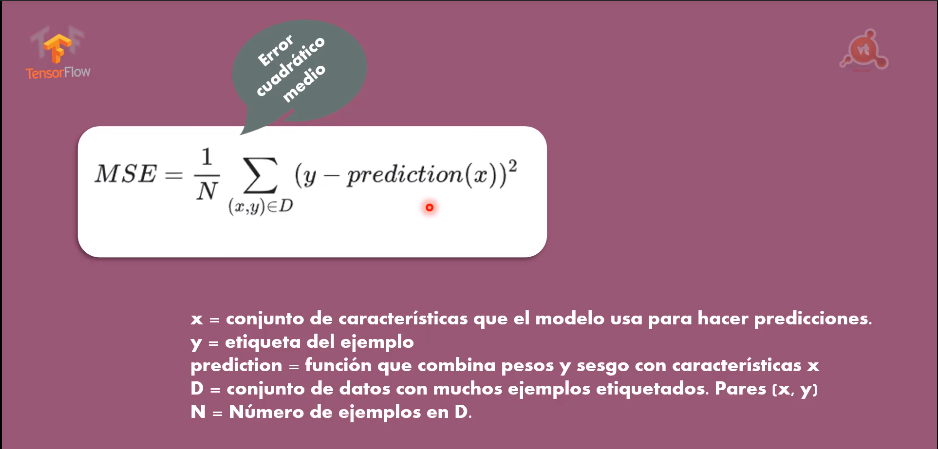 TensorFlow
Error
cuadrático
medio
vt
MSE = \frac{1}{N} \sum_{(x,y)∈D} (y − prediction(x))²
x = conjunto de características que el modelo usa para hacer predicciones.
y = etiqueta del ejemplo
prediction = función que combina pesos y sesgo con características x
D = conjunto de datos con muchos ejemplos etiquetados. Pares (x, y)
N = Número de ejemplos en D.